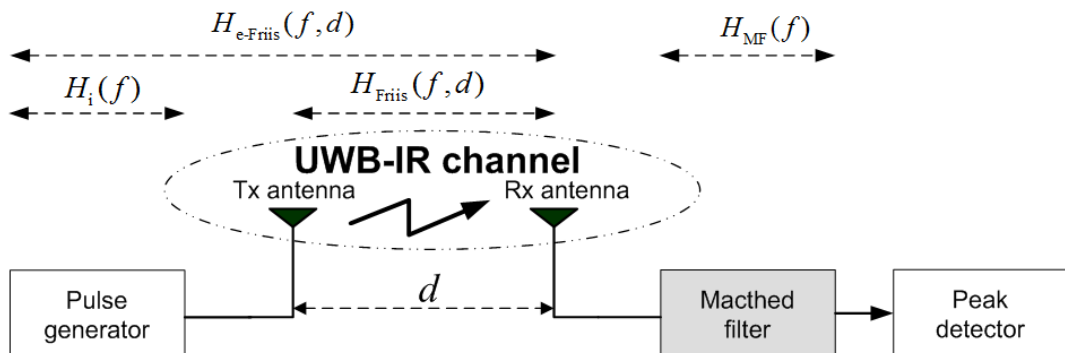 H_e-Friis(f,d)
H_MF(f)
H_i(f)
H_Friis(f,d)
UWB-IR channel
Tx antenna
Rx antenna
d
Pulse
generator
Macthed
filter
Peak
detector